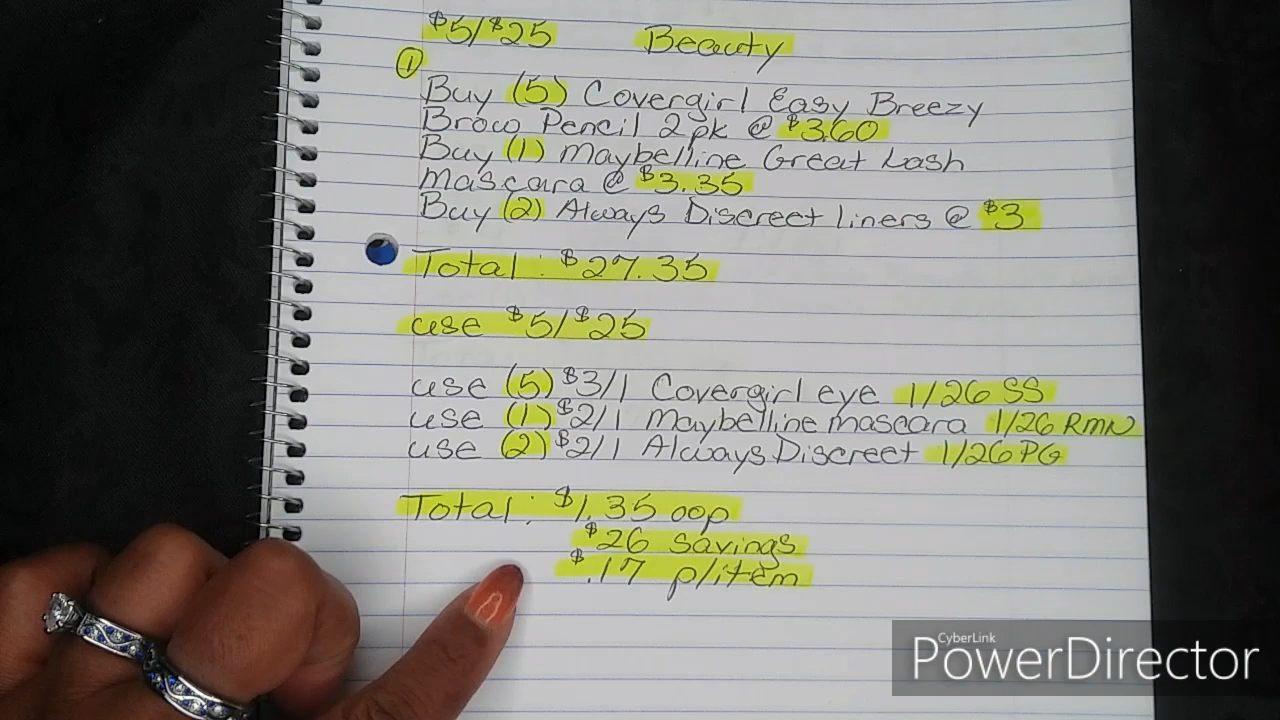 $5/$25 Beauty
①
Buy (5) Covergirl Easy Breezy
Brow Pencil 2pk @ $3.60
Buy (1) Maybelline Great Lash
Mascara @ $3.35
Buy (2) Always Discreet liners @ $3
Total: $27.35
use $5/$25
use (5) $3/1 Covergirl eye 1/26 SS
use (1) $2/1 Maybelline mascara 1/26 RMN
use (2) $2/1 Always Discreet 1/26 PG
Total: $1.35 oop
$26 savings
$.17 p/item
CyberLink
PowerDirector